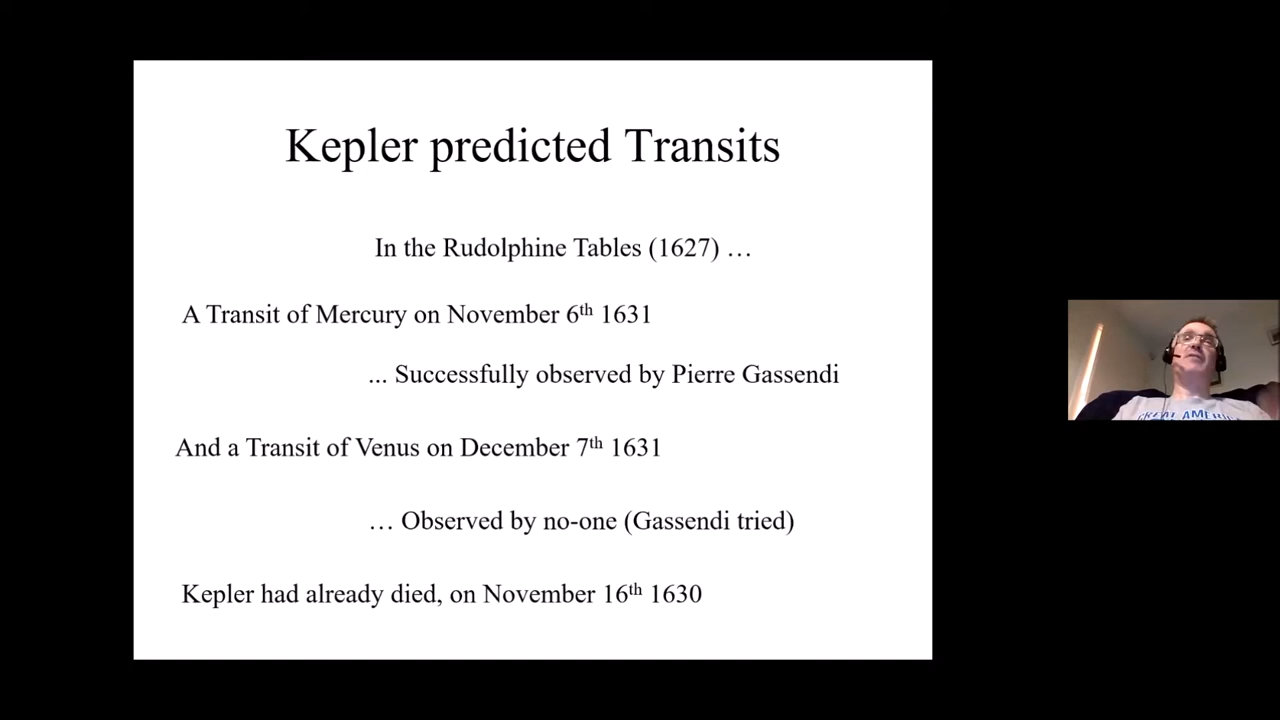 Kepler predicted Transits
In the Rudolphine Tables (1627) …
A Transit of Mercury on November 6th 1631
... Successfully observed by Pierre Gassendi
And a Transit of Venus on December 7th 1631
… Observed by no-one (Gassendi tried)
Kepler had already died, on November 16th 1630
GREAT